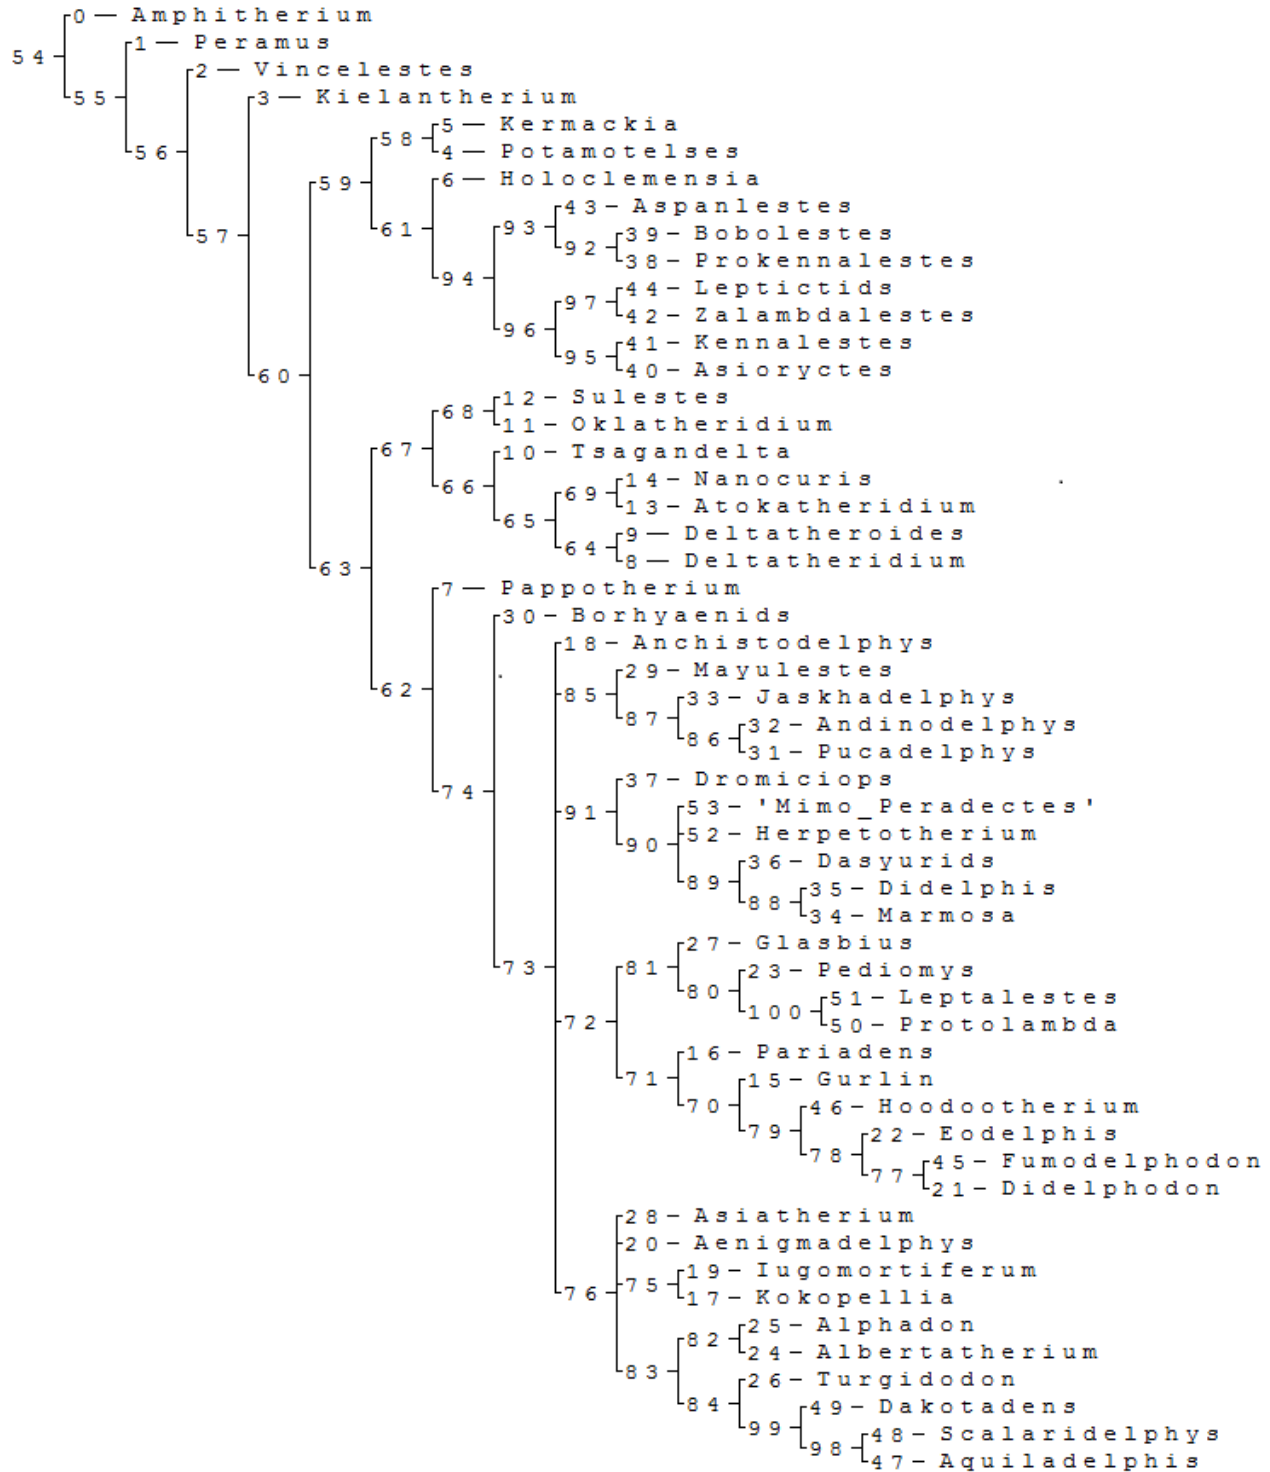 0 Amphitherium
54
1 Peramus
2 Vincelestes
55
3 Kielantherium
5 Kermackia
58
4 Potamotelses
56
6 Holoclemensia
59
43 Aspanlestes
93
61
39 Bobolestes
57
92
38 Prokennalestes
94
44 Leptictids
97
42 Zalambdalestes
96
41 Kennalestes
95
40 Asioryctes
60
12 Sulestes
68
11 Oklatheridium
67
10 Tsagandelta
14 Nanocuris
66
69
13 Atokatheridium
65
9 Deltatheroides
64
8 Deltatheridium
63
7 Pappotherium
30 Borhyaenids
18 Anchistodelphys
29 Mayulestes
62
85
33 Jaskhadelphys
87
32 Andinodelphys
86
31 Pucadelphys
37 Dromiciops
74
53 'Mimo_Peradectes'
91
52 Herpetotherium
90
36 Dasyurids
89
35 Didelphis
88
34 Marmosa
27 Glasbius
73
81
23 Pediomys
80
51 Leptalestes
100
72
50 Protolambda
16 Pariadens
71
15 Gurlin
70
46 Hoodootherium
79
22 Eodelphis
78
45 Fumodelphodon
77
21 Didelphodon
28 Asiatherium
20 Aenigmadelphys
19 Iugomortiferum
75
76
17 Kokopellia
25 Alphadon
82
24 Albertatherium
83
26 Turgidodon
84
49 Dakotadens
99
48 Scalaridelphys
98
47 Aquiladelphis